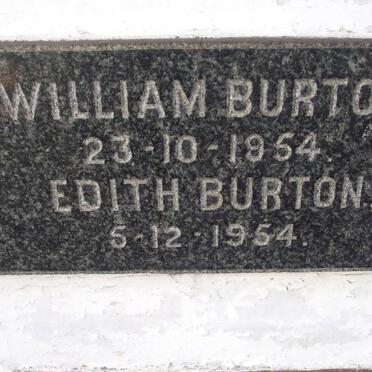 WILLIAM BURTO
23-10-1954.
EDITH BURTON.
5-12-1954.